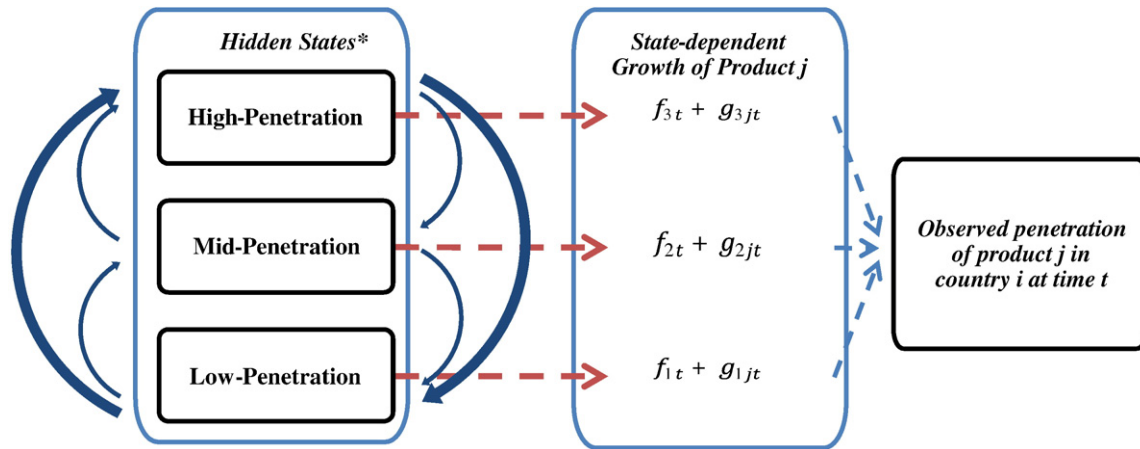 Hidden States*
High-Penetration
Mid-Penetration
Low-Penetration
State-dependent
Growth of Product j
f3t + g3jt
f2t + g2jt
f1t + g1jt
Observed penetration
of product j in
country i at time t